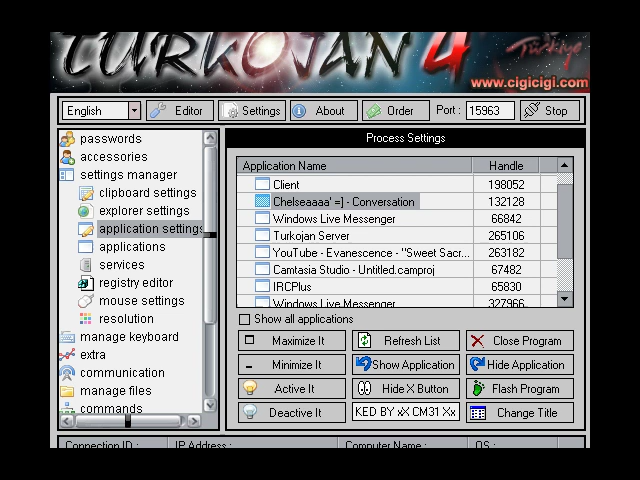 TURKOJAN 4
Türkiye
www.cigicigi.com
English Editor Settings About Order Port : 15963 Stop
passwords
accessories
settings manager
clipboard settings
explorer settings
application settings
applications
services
registry editor
mouse settings
resolution
manage keyboard
extra
communication
manage files
commands
Process Settings
Application Name Handle
Client 198052
Chelseaaaa' =] - Conversation 132128
Windows Live Messenger 66842
Turkojan Server 265106
YouTube - Evanescence - "Sweet Sacr... 263182
Camtasia Studio - Untitled.camproj 67482
IRCPlus 65830
Windows Live Messenger 327966
Show all applications
Maximize It Refresh List Close Program
Minimize It Show Application Hide Application
Active It Hide X Button Flash Program
Deactive It KED BY xX CM31 Xx Change Title
Connection ID : IP Address : Computer Name : OS :